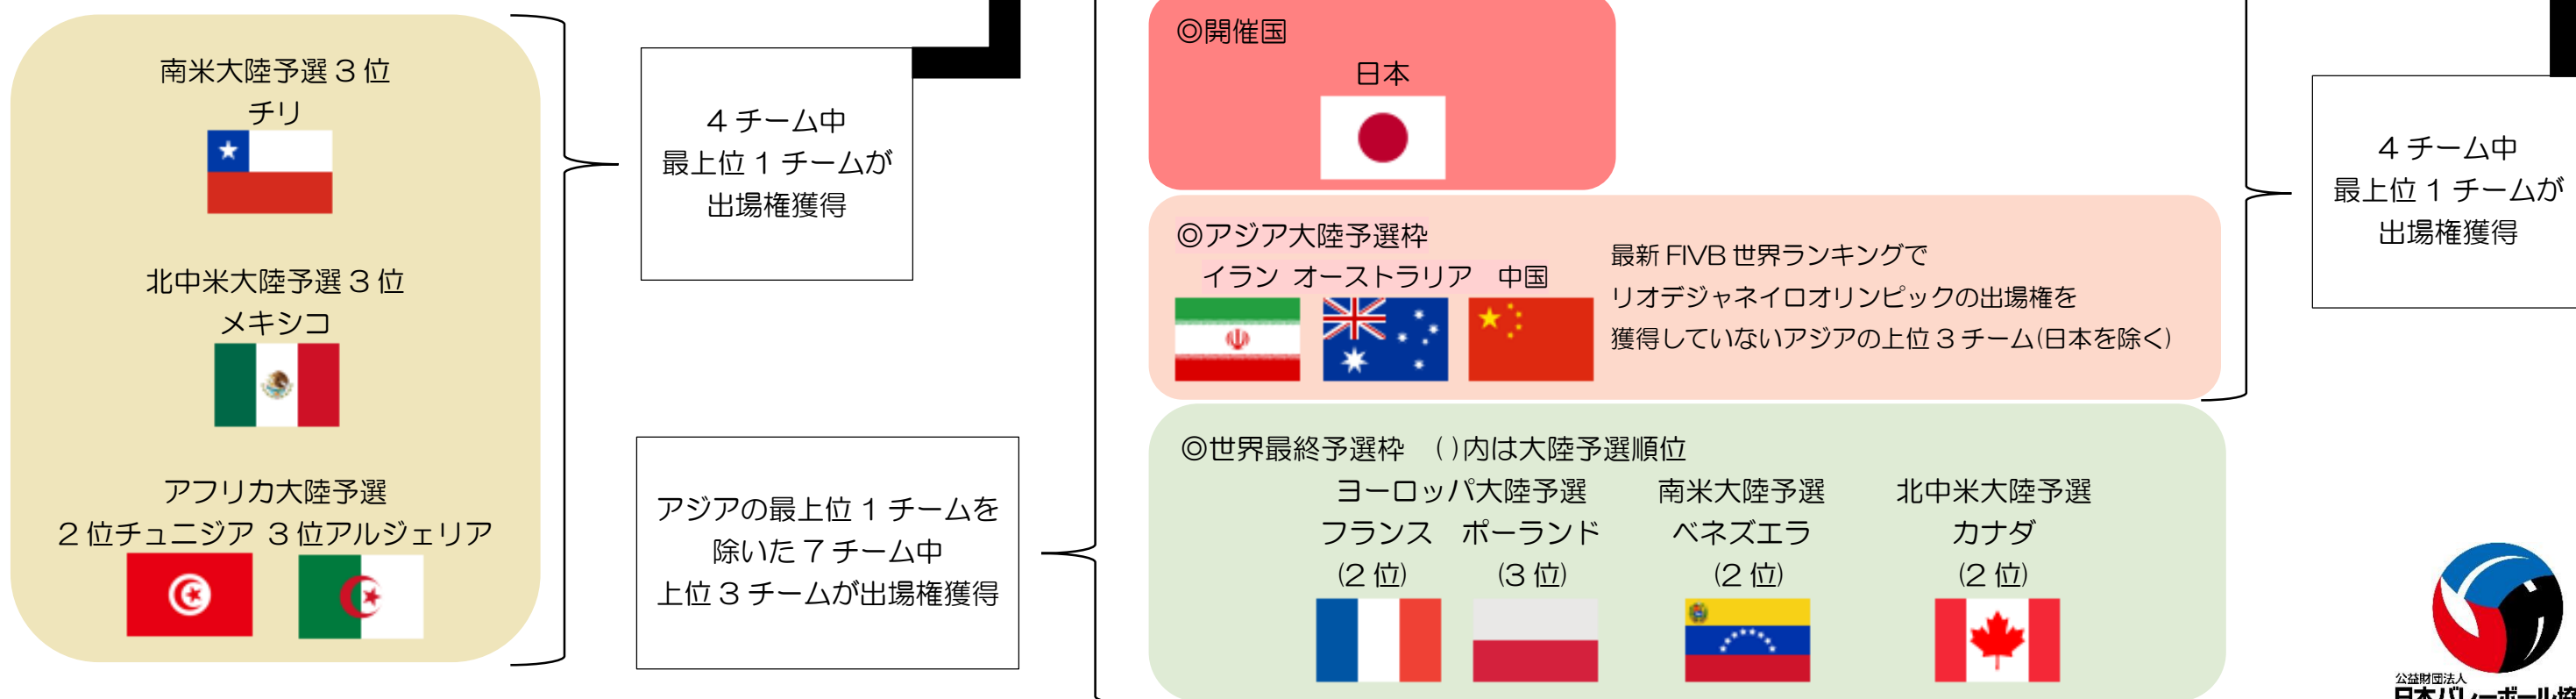 南米大陸予選3位
チリ
北中米大陸予選3位
メキシコ
アフリカ大陸予選
2位チュニジア 3位アルジェリア
4チーム中
最上位1チームが
出場権獲得
アジアの最上位1チームを
除いた7チーム中
上位3チームが出場権獲得
◎開催国
日本
◎アジア大陸予選枠
イラン オーストラリア 中国
最新FIVB世界ランキングで
リオデジャネイロオリンピックの出場権を
獲得していないアジアの上位3チーム(日本を除く)
◎世界最終予選枠 ( )内は大陸予選順位
ヨーロッパ大陸予選 南米大陸予選 北中米大陸予選
フランス ポーランド ベネズエラ カナダ
(2位) (3位) (2位) (2位)
4チーム中
最上位1チームが
出場権獲得
公益財団法人
日本バレーボール